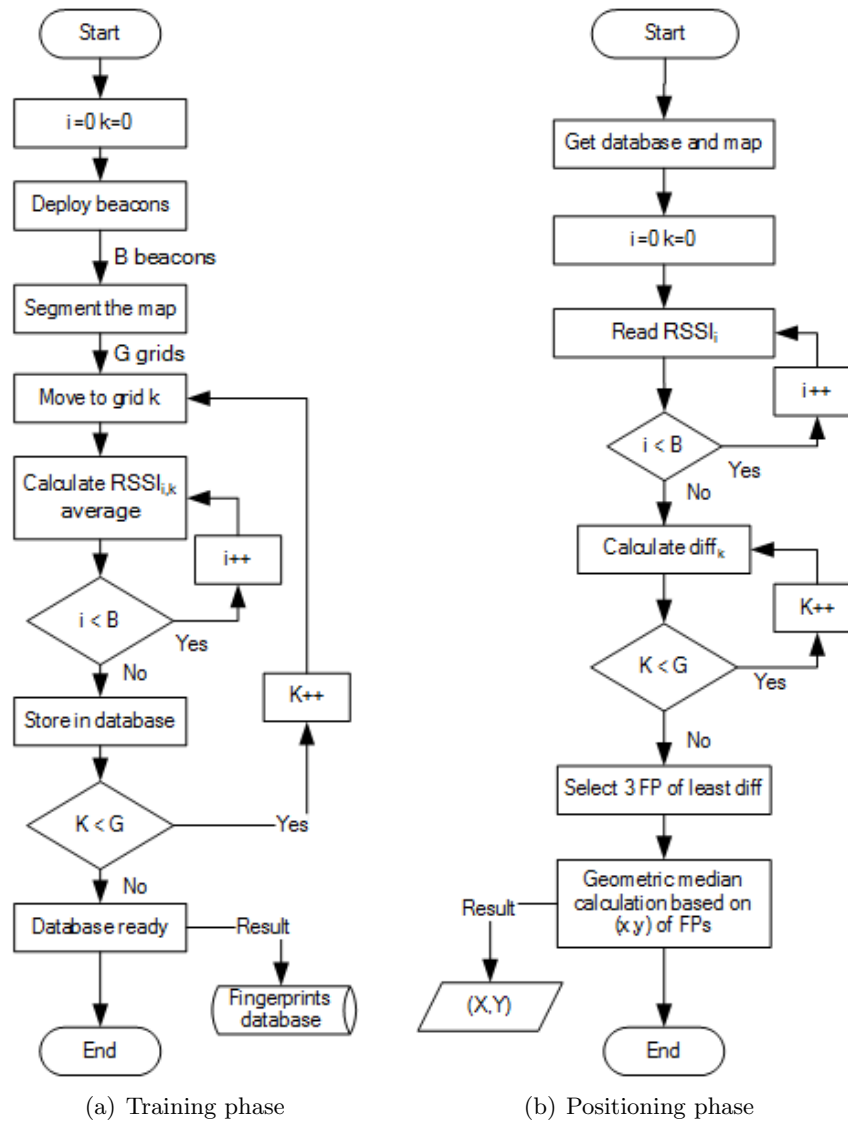 Start
i=0 k=0
Deploy beacons
B beacons
Segment the map
G grids
Move to grid k
Calculate RSSIi,k
average
i++
i < B
Yes
No
Store in database
K++
K < G
Yes
No
Database ready
Result
Fingerprints
database
End
(a) Training phase
Start
Get database and map
i=0 k=0
Read RSSIi
i++
i < B
Yes
No
Calculate diffk
K++
K < G
Yes
No
Select 3 FP of least diff
Geometric median
calculation based on
(x,y) of FPs
Result
(X,Y)
End
(b) Positioning phase